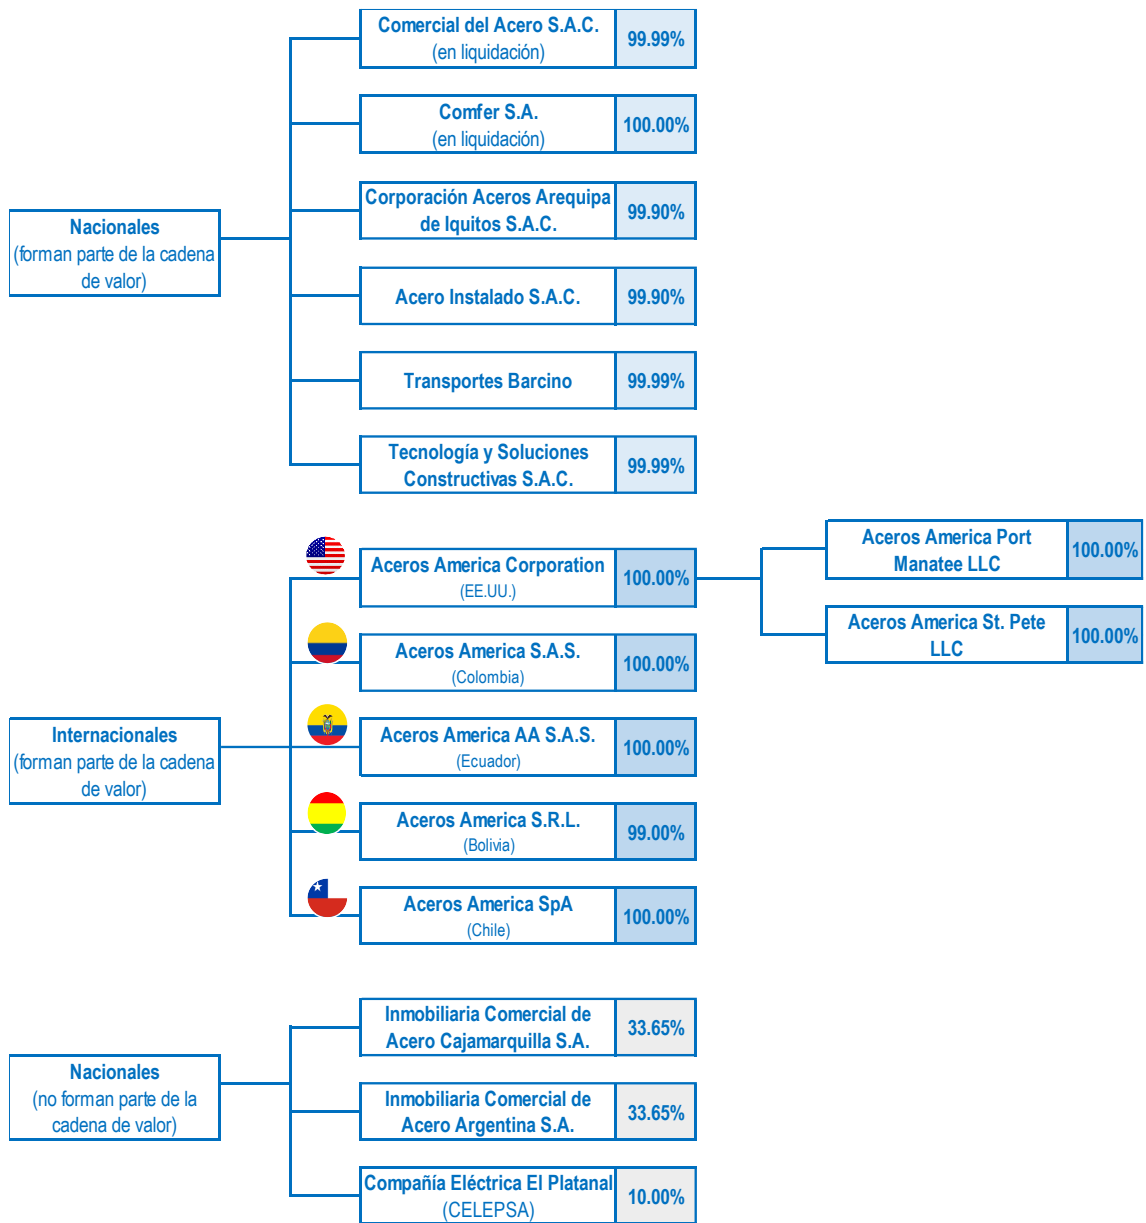 Nacionales
(forman parte de la cadena
de valor)
Comercial del Acero S.A.C.
(en liquidación)
99.99%
Comfer S.A.
(en liquidación)
100.00%
Corporación Aceros Arequipa
de Iquitos S.A.C.
99.90%
Acero Instalado S.A.C.
99.90%
Transportes Barcino
99.99%
Tecnología y Soluciones
Constructivas S.A.C.
99.99%
Internacionales
(forman parte de la cadena
de valor)
Aceros America Corporation
(EE.UU.)
100.00%
Aceros America Port
Manatee LLC
100.00%
Aceros America St. Pete
LLC
100.00%
Aceros America S.A.S.
(Colombia)
100.00%
Aceros America AA S.A.S.
(Ecuador)
100.00%
Aceros America S.R.L.
(Bolivia)
99.00%
Aceros America SpA
(Chile)
100.00%
Nacionales
(no forman parte de la
cadena de valor)
Inmobiliaria Comercial de
Acero Cajamarquilla S.A.
33.65%
Inmobiliaria Comercial de
Acero Argentina S.A.
33.65%
Compañía Eléctrica El Platanal
(CELEPSA)
10.00%